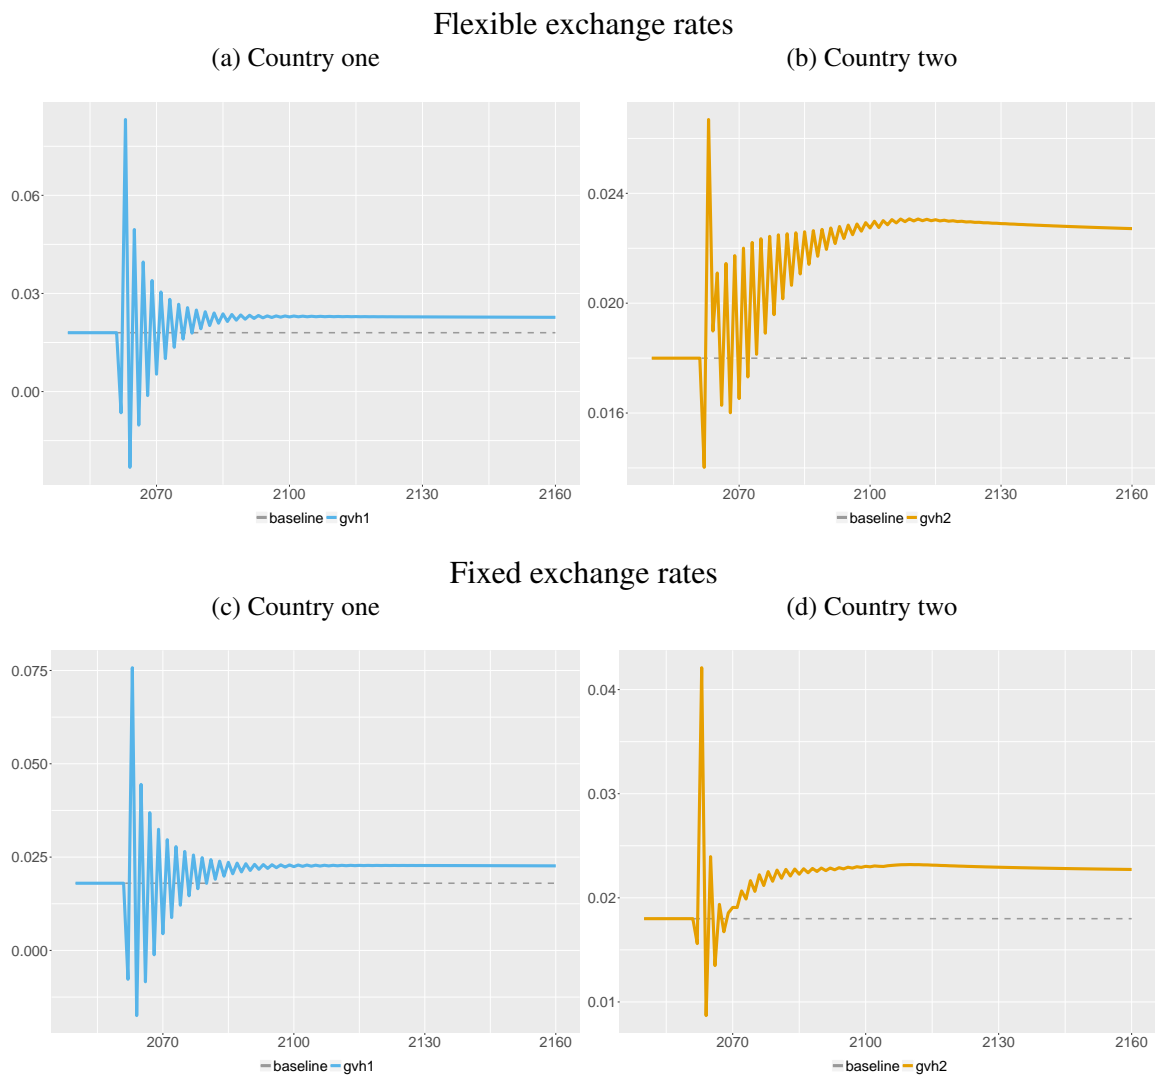 Flexible exchange rates
(a) Country one
(b) Country two
0.06
0.03
0.00
2070 2100 2130 2160
baseline gvh1
0.024
0.020
0.016
2070 2100 2130 2160
baseline gvh2
Fixed exchange rates
(c) Country one
(d) Country two
0.075
0.050
0.025
0.000
2070 2100 2130 2160
baseline gvh1
0.04
0.03
0.02
0.01
2070 2100 2130 2160
baseline gvh2